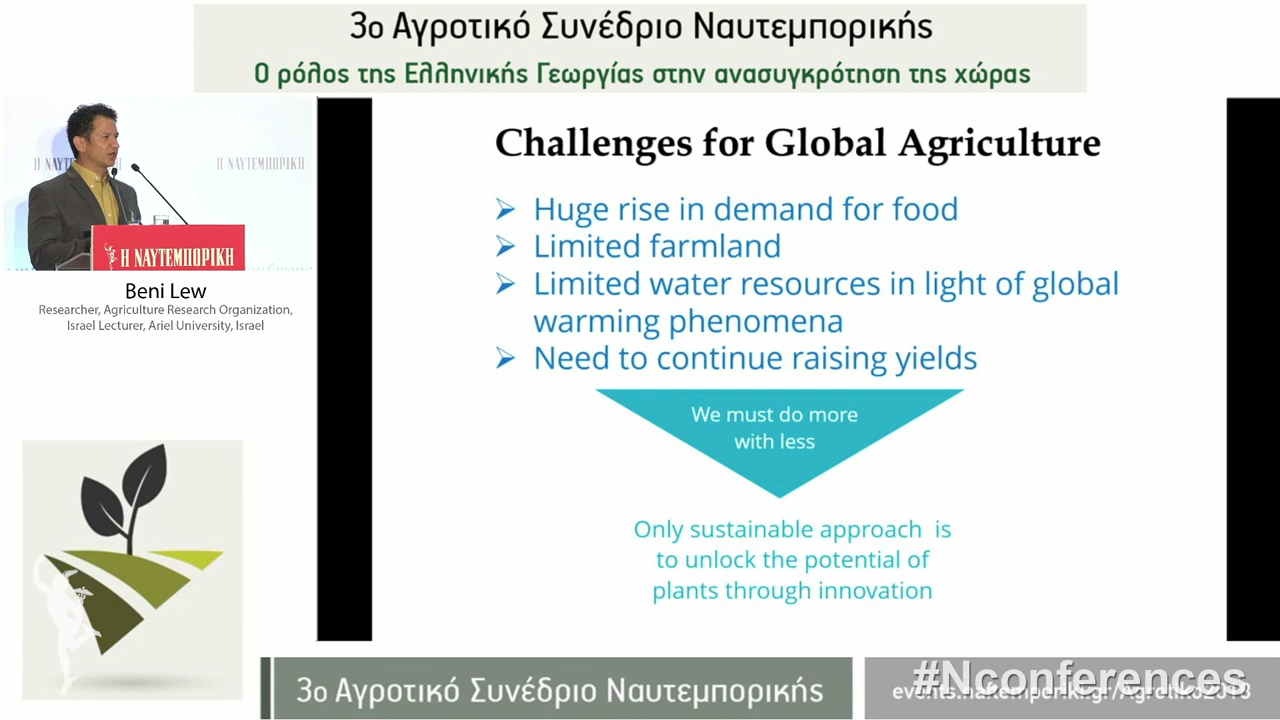 3ο Αγροτικό Συνέδριο Ναυτεμπορικής
Ο ρόλος της Ελληνικής Γεωργίας στην ανασυγκρότηση της χώρας
Η ΝΑΥΤΕΜΠΟΡΙΚΗ
Η ΝΑΥΤΕΜΠΟΡΙΚΗ
Beni Lew
Researcher, Agriculture Research Organization,
Israel Lecturer, Ariel University, Israel
Challenges for Global Agriculture
➢ Huge rise in demand for food
➢ Limited farmland
➢ Limited water resources in light of global
warming phenomena
➢ Need to continue raising yields
We must do more
with less
Only sustainable approach is
to unlock the potential of
plants through innovation
3ο Αγροτικό Συνέδριο Ναυτεμπορικής
#Nconferences